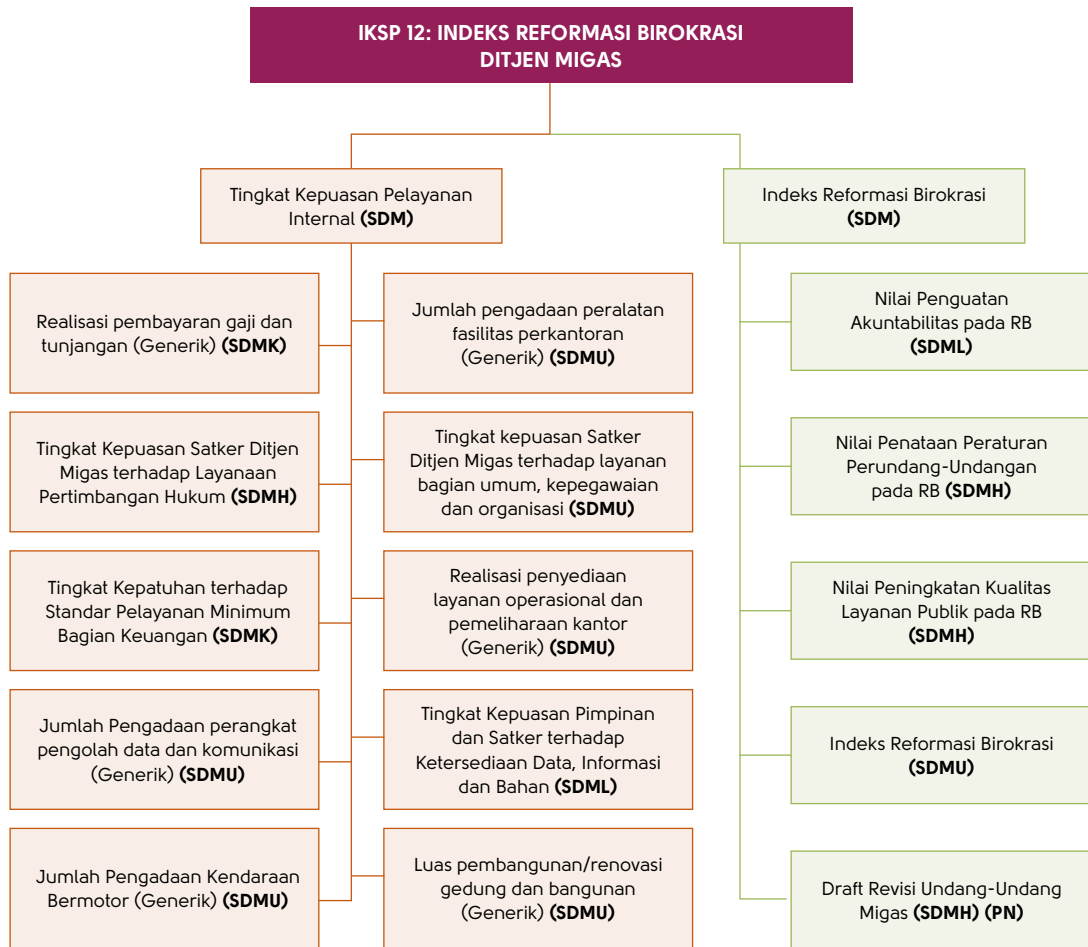 IKSP 12: INDEKS REFORMASI BIROKRASI
DITJEN MIGAS
Tingkat Kepuasan Pelayanan
Internal (SDM)
Indeks Reformasi Birokrasi
(SDM)
Realisasi pembayaran gaji dan
tunjangan (Generik) (SDMK)
Jumlah pengadaan peralatan
fasilitas perkantoran
(Generik) (SDMU)
Nilai Penguatan
Akuntabilitas pada RB
(SDML)
Tingkat Kepuasan Satker Ditjen
Migas terhadap Layanaan
Pertimbangan Hukum (SDMH)
Tingkat kepuasan Satker
Ditjen Migas terhadap layanan
bagian umum, kepegawaian
dan organisasi (SDMU)
Nilai Penataan Peraturan
Perundang-Undangan
pada RB (SDMH)
Tingkat Kepatuhan terhadap
Standar Pelayanan Minimum
Bagian Keuangan (SDMK)
Realisasi penyediaan
layanan operasional dan
pemeliharaan kantor
(Generik) (SDMU)
Nilai Peningkatan Kualitas
Layanan Publik pada RB
(SDMH)
Jumlah Pengadaan perangkat
pengolah data dan komunikasi
(Generik) (SDMU)
Tingkat Kepuasan Pimpinan
dan Satker terhadap
Ketersediaan Data, Informasi
dan Bahan (SDML)
Indeks Reformasi Birokrasi
(SDMU)
Jumlah Pengadaan Kendaraan
Bermotor (Generik) (SDMU)
Luas pembangunan/renovasi
gedung dan bangunan
(Generik) (SDMU)
Draft Revisi Undang-Undang
Migas (SDMH) (PN)